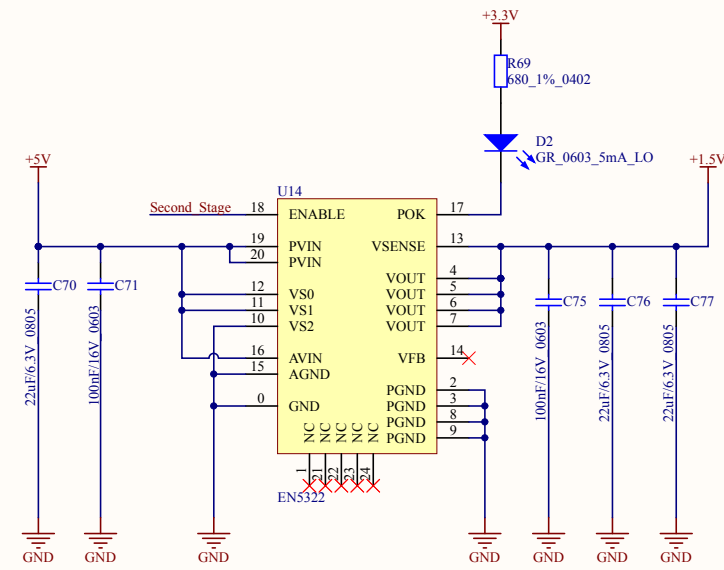 +3.3V
R69
680_1%_0402
D2
GR_0603_5mA_LO
+5V
+1.5V
U14
Second_Stage
18 ENABLE
POK 17
19 PVIN
VSENSE 13
20 PVIN
VOUT 4
12 VS0
VOUT 5
11 VS1
VOUT 6
10 VS2
VOUT 7
16 AVIN
VFB 14
15 AGND
PGND 2
0 GND
PGND 3
PGND 8
PGND 9
NC NC NC NC NC
1 21 22 23 24
EN5322
C70
22uF/6.3V_0805
C71
100nF/16V_0603
C75
100nF/16V_0603
C76
22uF/6.3V_0805
C77
22uF/6.3V_0805
GND GND GND GND GND GND GND